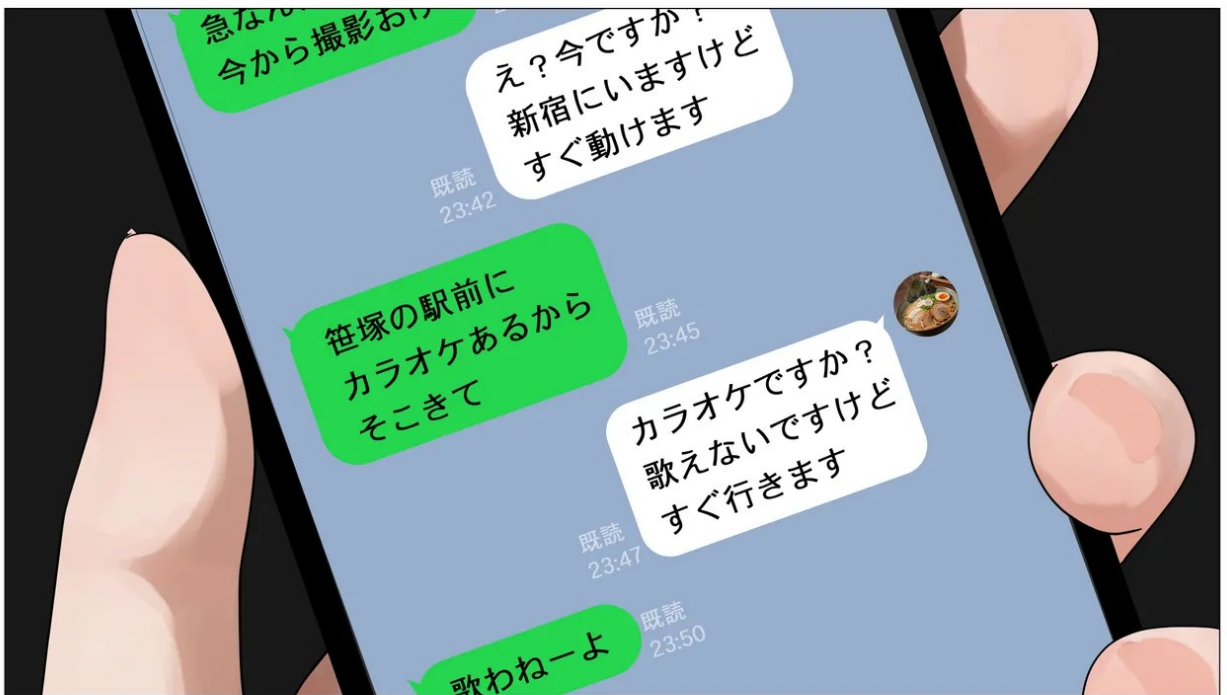 急なん
今から撮影お
え？今ですか？
新宿にいますけど
すぐ動けます
既読
23:42
笹塚の駅前に
カラオケあるから
そこきて
既読
23:45
カラオケですか？
歌えないですけど
すぐ行きます
既読
23:47
歌わねーよ
既読
23:50